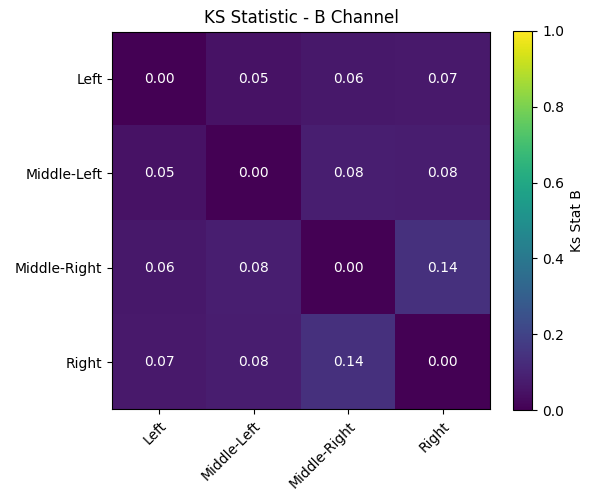 KS Statistic - B Channel
Left 0.00 0.05 0.06 0.07
Middle-Left 0.05 0.00 0.08 0.08
Middle-Right 0.06 0.08 0.00 0.14
Right 0.07 0.08 0.14 0.00
Left Middle-Left Middle-Right Right
1.0
0.8
0.6
0.4
0.2
0.0
Ks Stat B